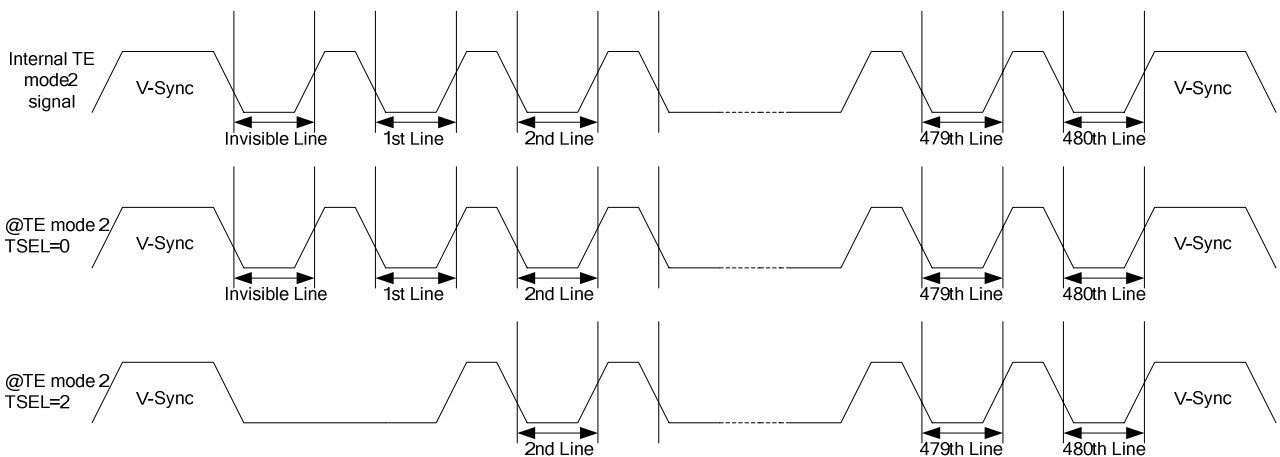 Internal TE
mode2
signal
V-Sync
V-Sync
Invisible Line
1st Line
2nd Line
479th Line
480th Line
@TE mode 2
TSEL=0
V-Sync
V-Sync
Invisible Line
1st Line
2nd Line
479th Line
480th Line
@TE mode 2
TSEL=2
V-Sync
V-Sync
2nd Line
479th Line
480th Line